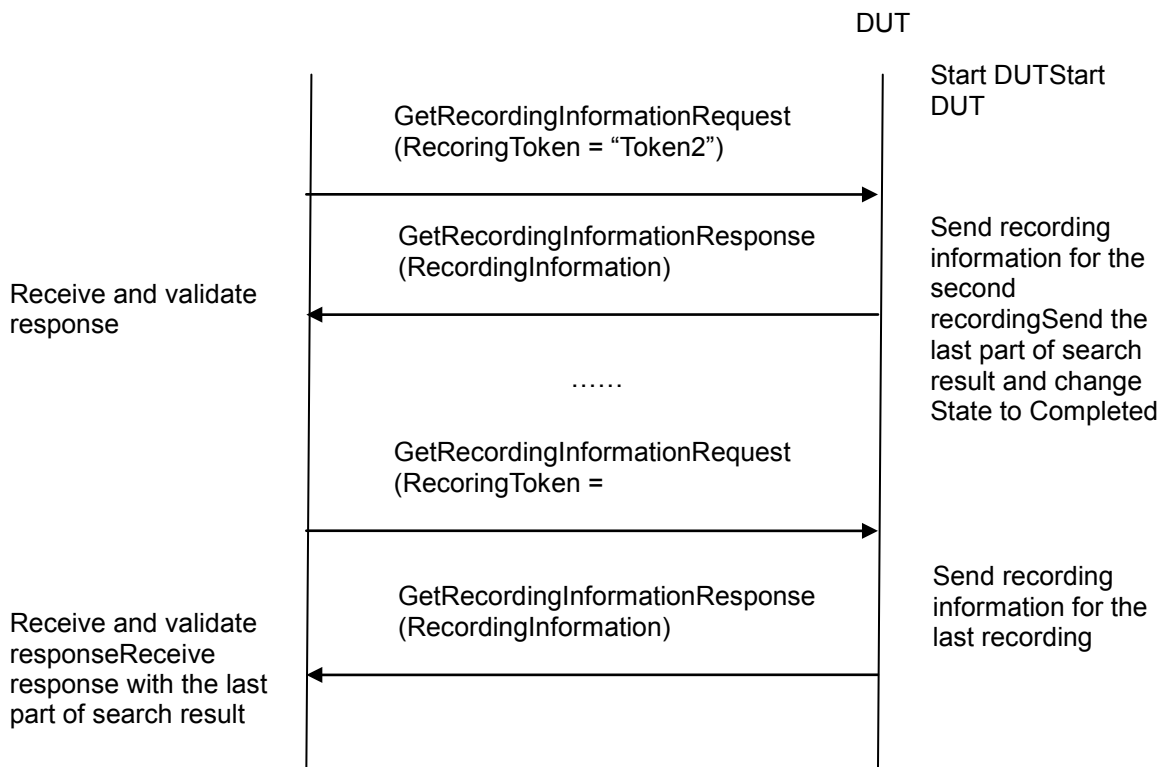 DUT
Start DUTStart
DUT
GetRecordingInformationRequest
(RecoringToken = “Token2”)
GetRecordingInformationResponse
(RecordingInformation)
Send recording
information for the
second
recordingSend the
last part of search
result and change
State to Completed
Receive and validate
response
……
GetRecordingInformationRequest
(RecoringToken =
GetRecordingInformationResponse
(RecordingInformation)
Send recording
information for the
last recording
Receive and validate
responseReceive
response with the last
part of search result